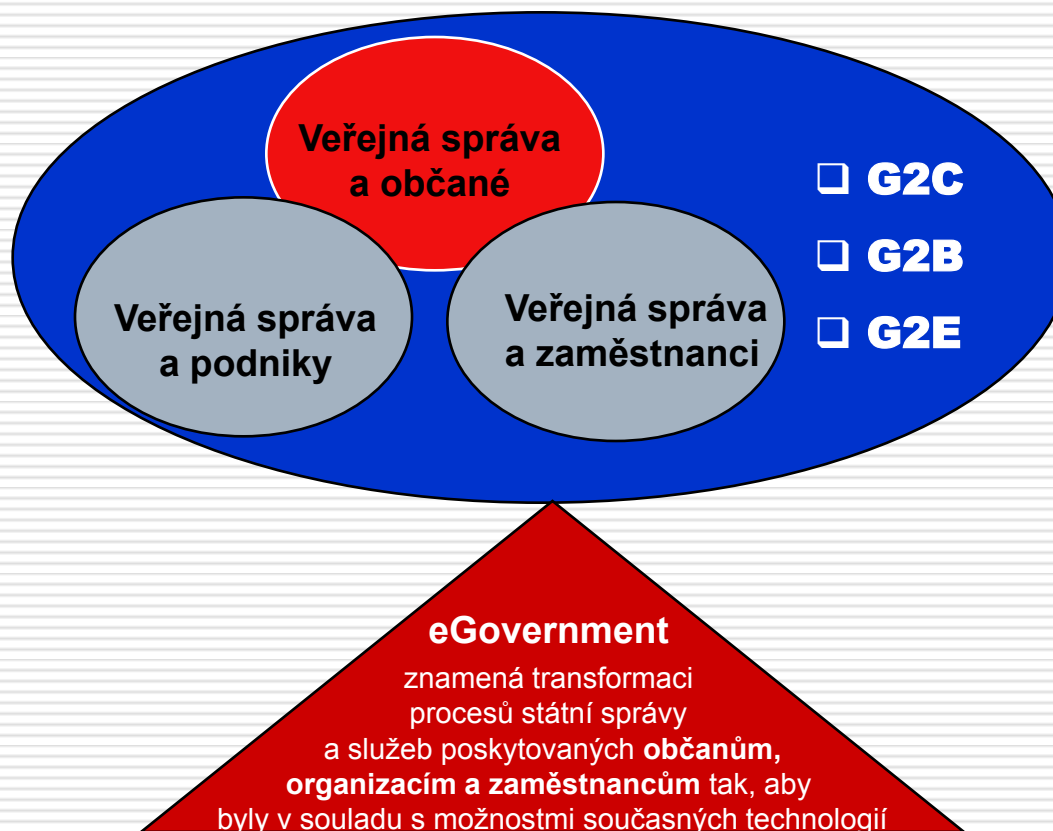 Veřejná správa
a občané
Veřejná správa
a podniky
Veřejná správa
a zaměstnanci
G2C
G2B
G2E
eGovernment
znamená transformaci
procesů státní správy
a služeb poskytovaných občanům,
organizacím a zaměstnancům tak, aby
byly v souladu s možnostmi současných technologií